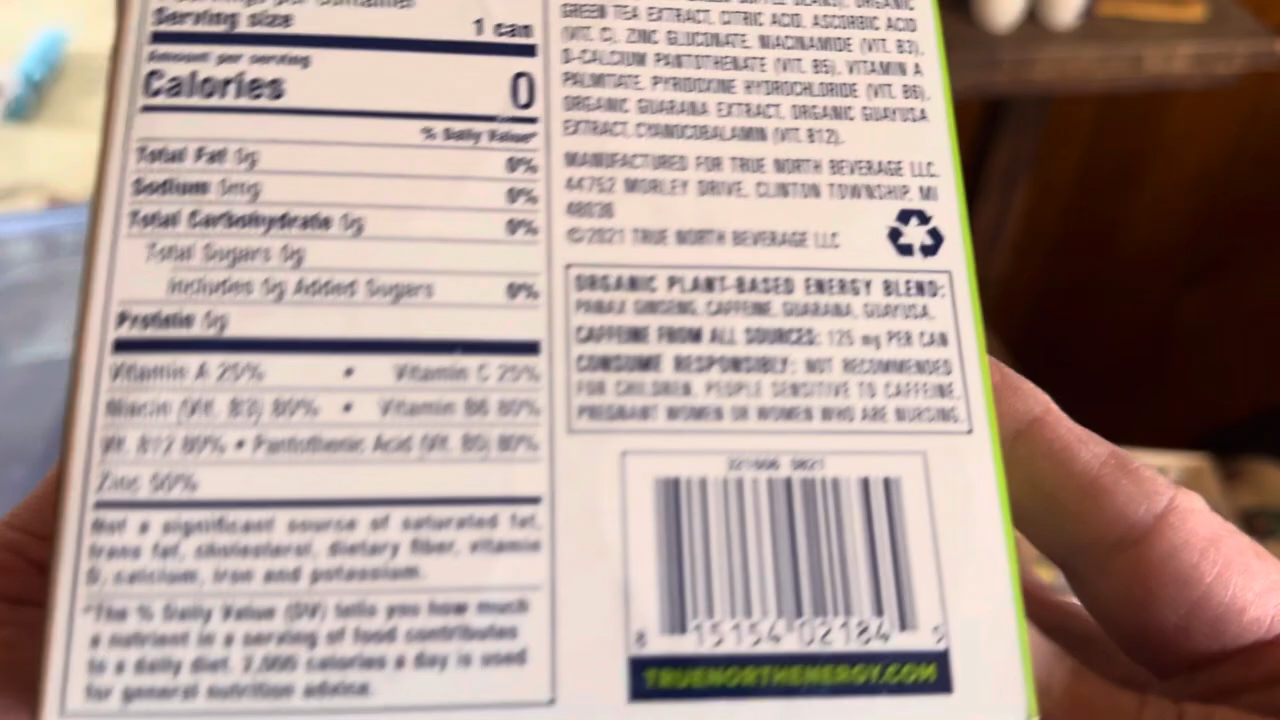 Serving size 1 can
Amount per serving
Calories 0
% Daily Value*
Total Fat 0g 0%
Sodium 0mg 0%
Total Carbohydrate 0g 0%
Total Sugars 0g
Includes 0g Added Sugars 0%
Protein 0g
Vitamin A 25% • Vitamin C 25%
Niacin (Vit. B3) 80% • Vitamin B6 80%
Vit. B12 80% • Pantothenic Acid (Vit. B5) 80%
Zinc
Not a significant source of saturated fat,
trans fat, cholesterol, dietary fiber, vitamin
D, calcium, iron and potassium.
*The % Daily Value (DV) tells you how much
a nutrient in a serving of food contributes
to a daily diet. 2,000 calories a day is used
for general nutrition advice.
GREEN TEA EXTRACT, CITRIC ACID, ASCORBIC ACID
(VIT. C), ZINC GLUCONATE, NIACINAMIDE (VIT. B3),
D-CALCIUM PANTOTHENATE (VIT. B5), VITAMIN A
PALMITATE, PYRIDOXINE HYDROCHLORIDE (VIT. B6),
ORGANIC GUARANA EXTRACT, ORGANIC GUAYUSA
EXTRACT, CYANOCOBALAMIN (VIT. B12).
MANUFACTURED FOR TRUE NORTH BEVERAGE LLC.
44752 MORLEY DRIVE, CLINTON TOWNSHIP, MI
48036
©2021 TRUE NORTH BEVERAGE LLC
ORGANIC PLANT-BASED ENERGY BLEND:
PANAX GINSENG, CAFFEINE, GUARANA, GUAYUSA.
CAFFEINE FROM ALL SOURCES: 125 mg PER CAN
CONSUME RESPONSIBLY: NOT RECOMMENDED
FOR CHILDREN, PEOPLE SENSITIVE TO CAFFEINE,
PREGNANT WOMEN OR WOMEN WHO ARE NURSING.
8 15154 02184 5
TRUENORTHENERGY.COM